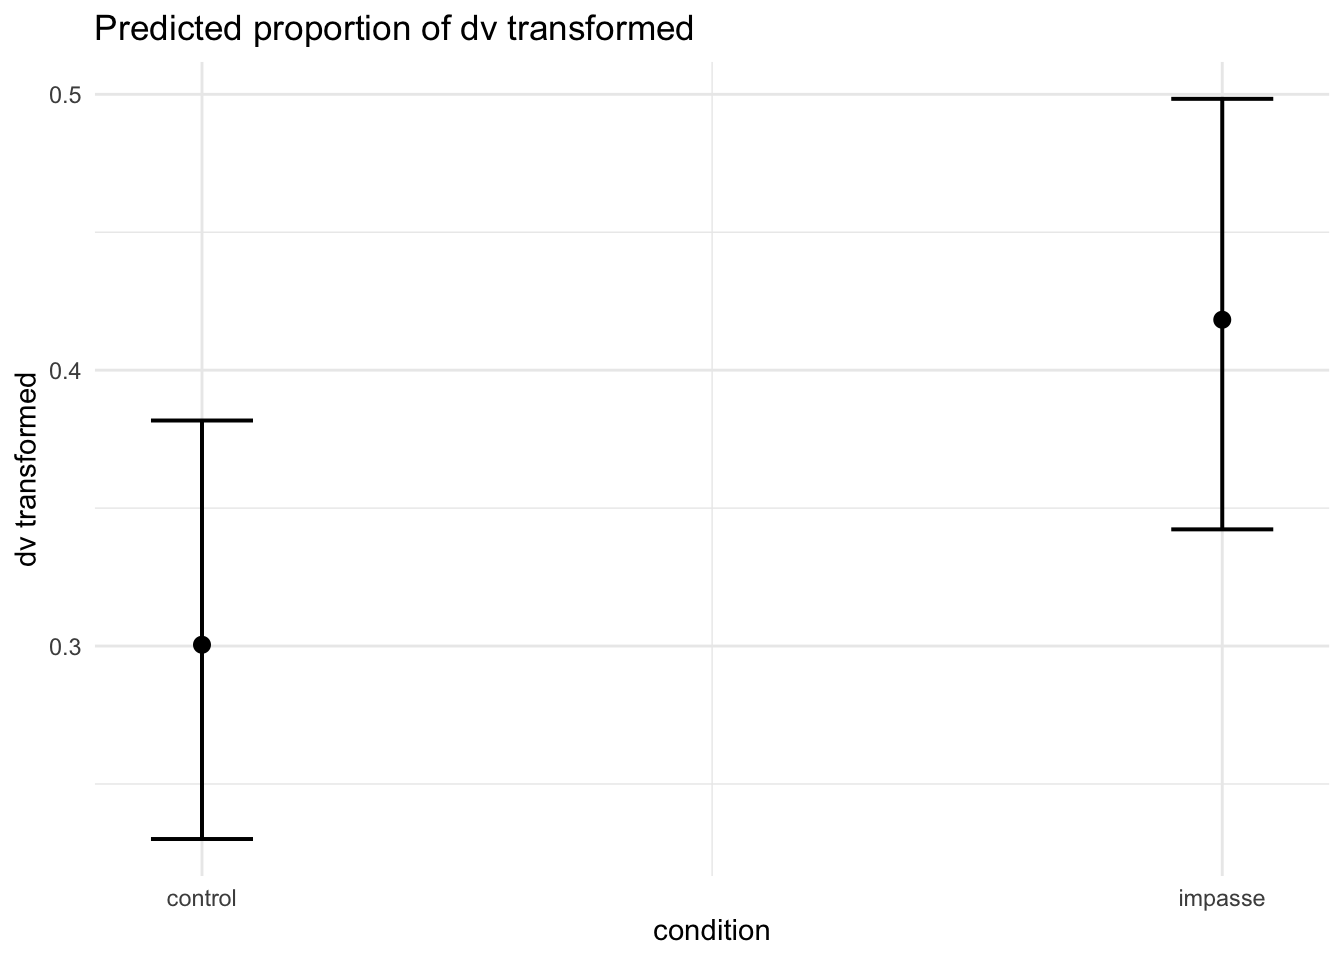 Predicted proportion of dv transformed
0.5
0.4
0.3
dv transformed
control
impasse
condition